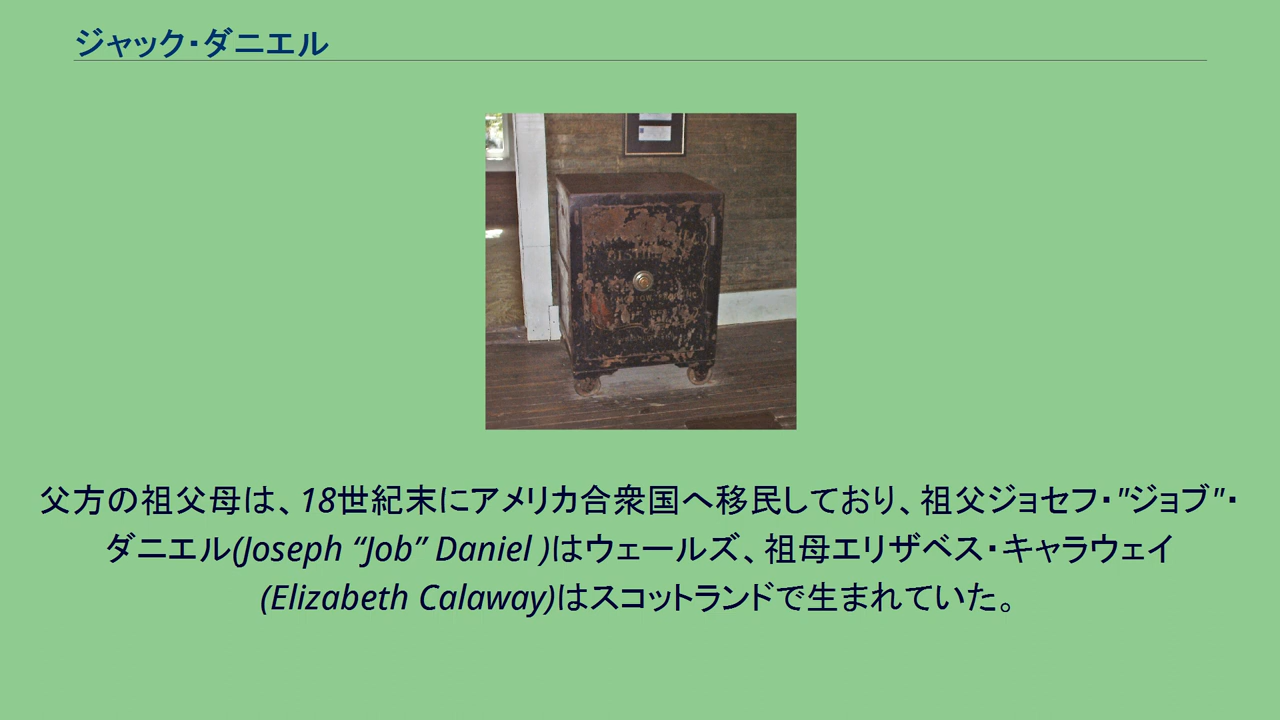 ジャック・ダニエル
父方の祖父母は、18世紀末にアメリカ合衆国へ移民しており、祖父ジョセフ・"ジョブ"・
ダニエル(Joseph “Job” Daniel )はウェールズ、祖母エリザベス・キャラウェイ
(Elizabeth Calaway)はスコットランドで生まれていた。